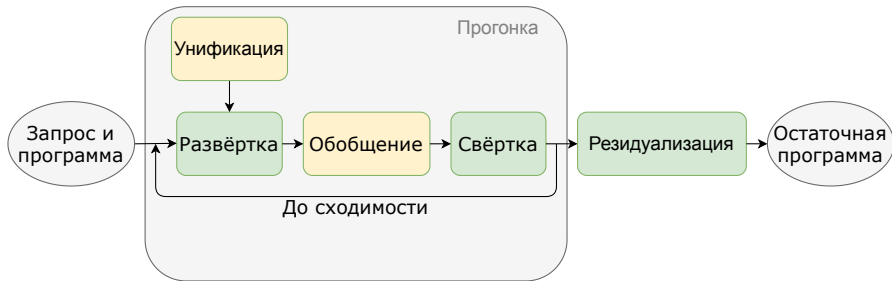 Прогонка
Унификация
Запрос и
программа
Развёртка
Обобщение
Свёртка
Резидуализация
Остаточная
программа
До сходимости